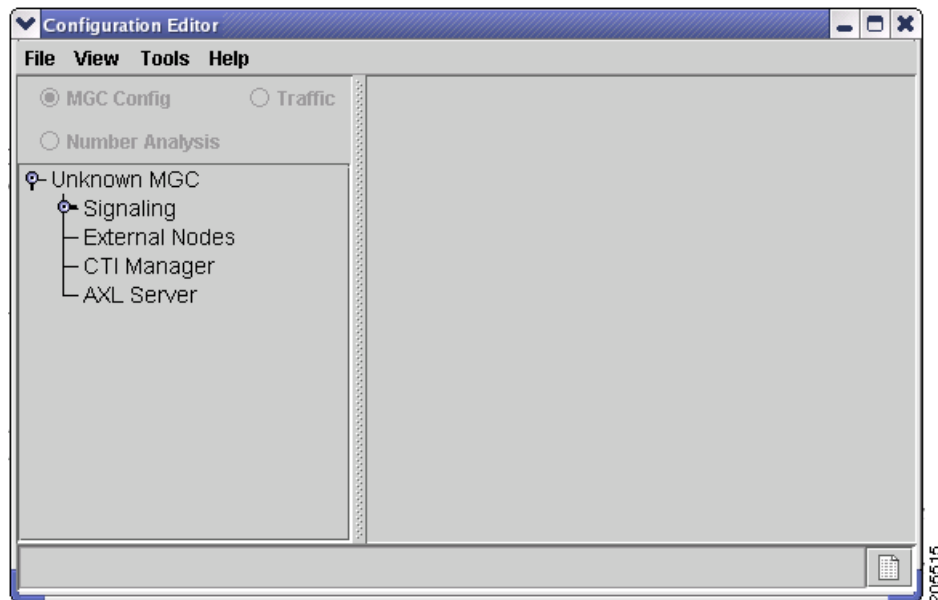 Configuration Editor
File View Tools Help
MGC Config Traffic
Number Analysis
Unknown MGC
Signaling
External Nodes
CTI Manager
AXL Server
205515